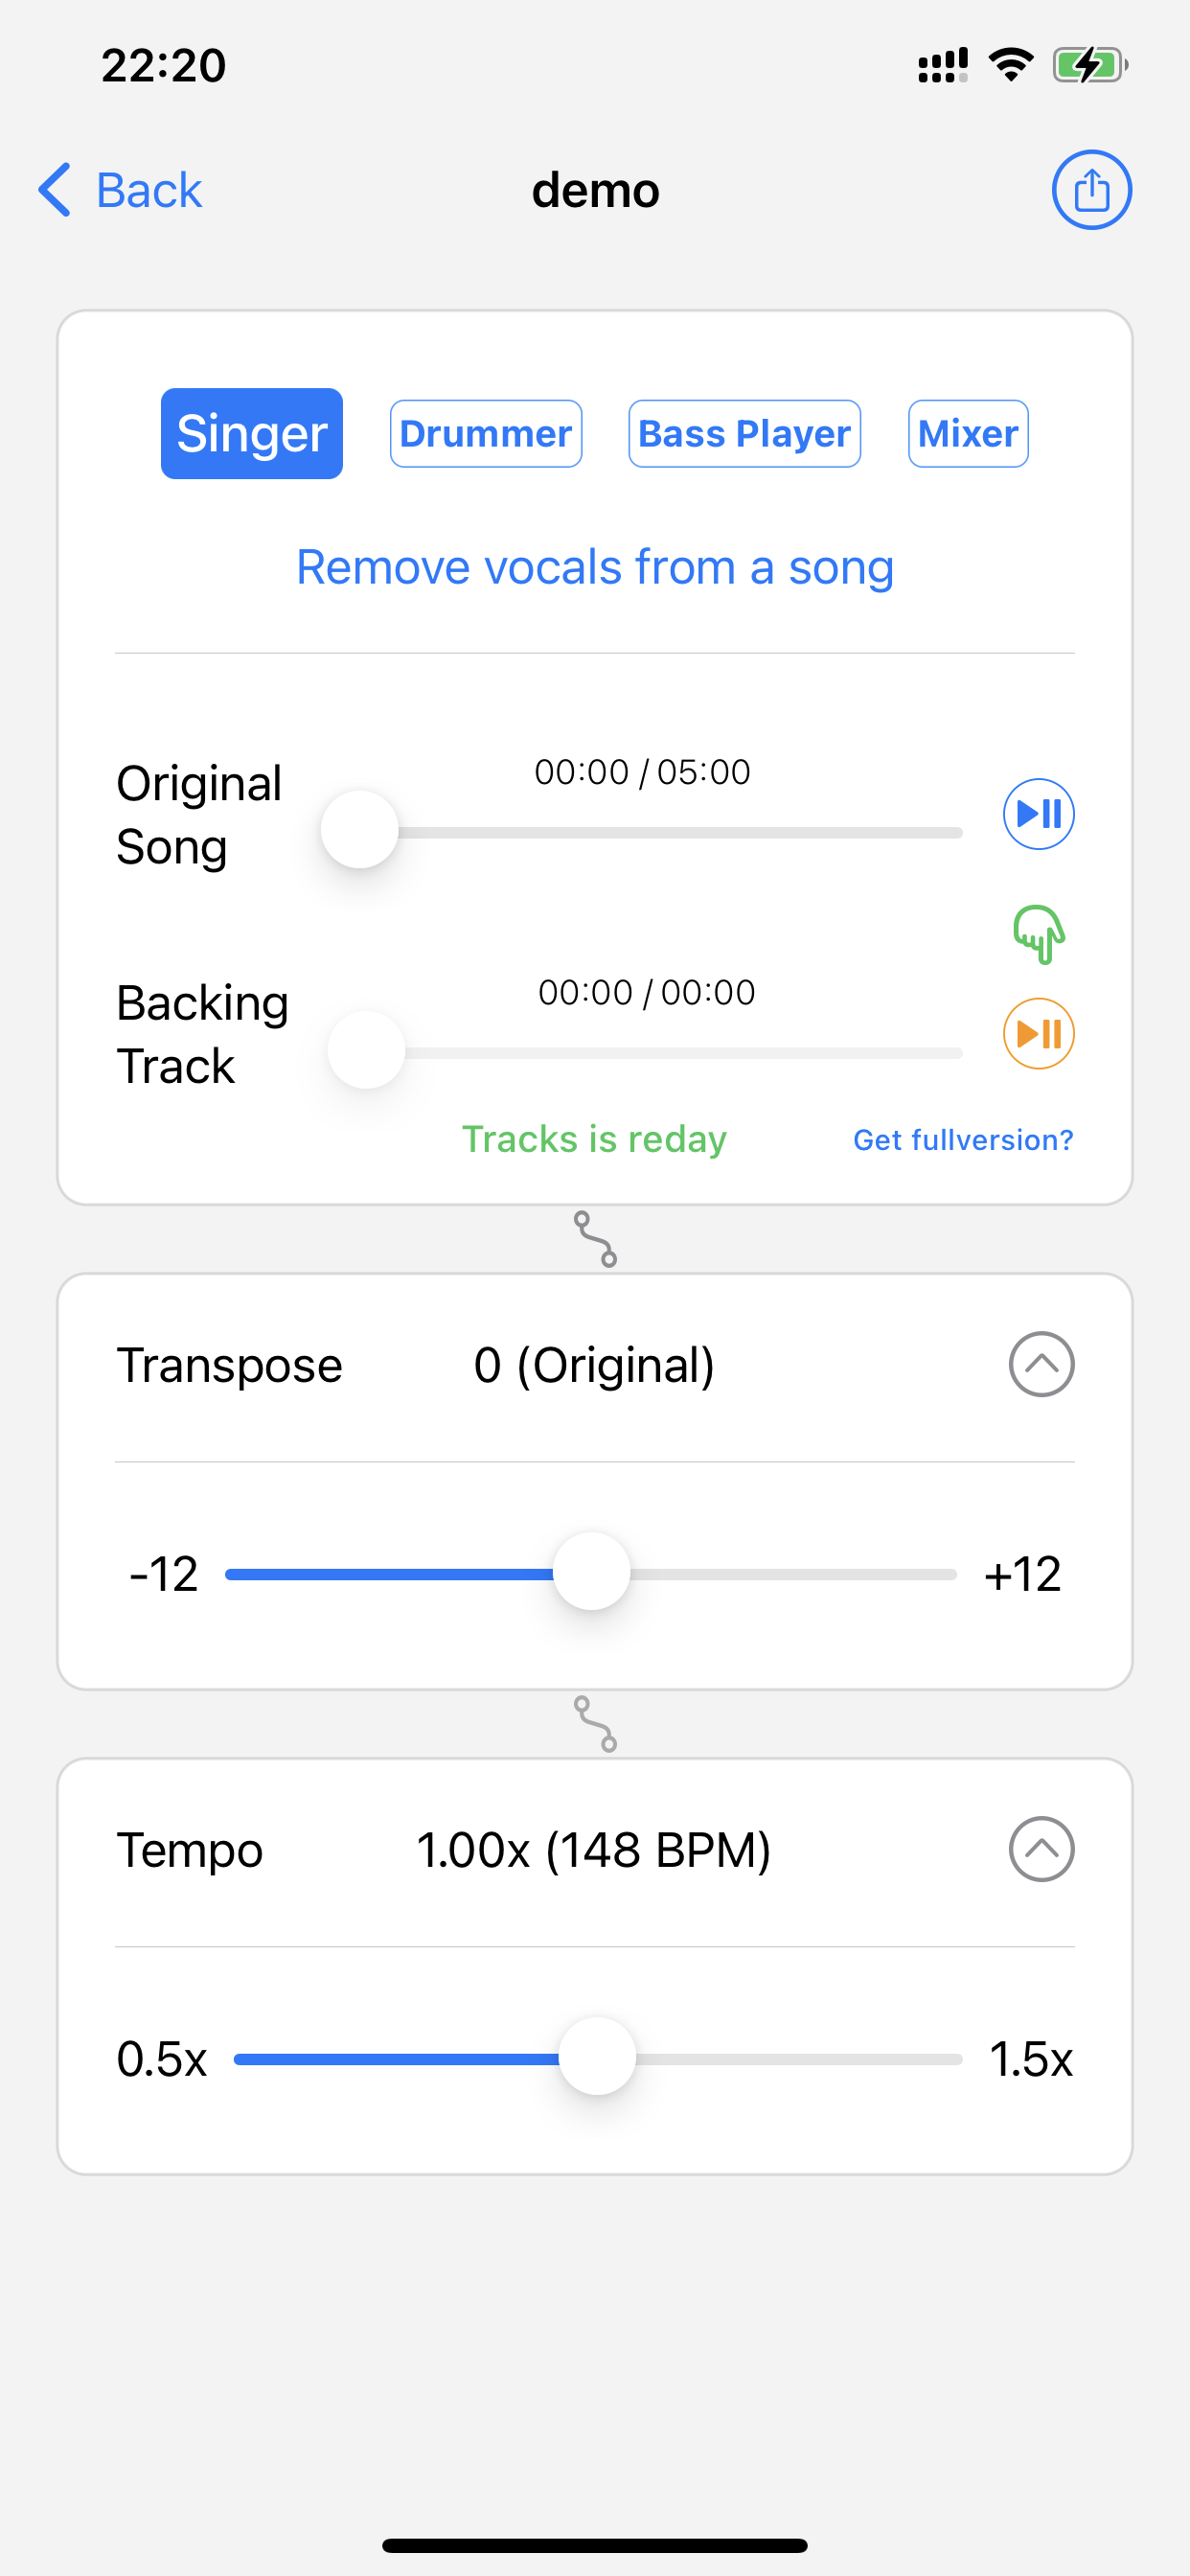 22:20
Back
demo
Singer
Drummer
Bass Player
Mixer
Remove vocals from a song
Original
Song
00:00 / 05:00
Backing
Track
00:00 / 00:00
Tracks is reday
Get fullversion?
Transpose
0 (Original)
-12
+12
Tempo
1.00x (148 BPM)
0.5x
1.5x